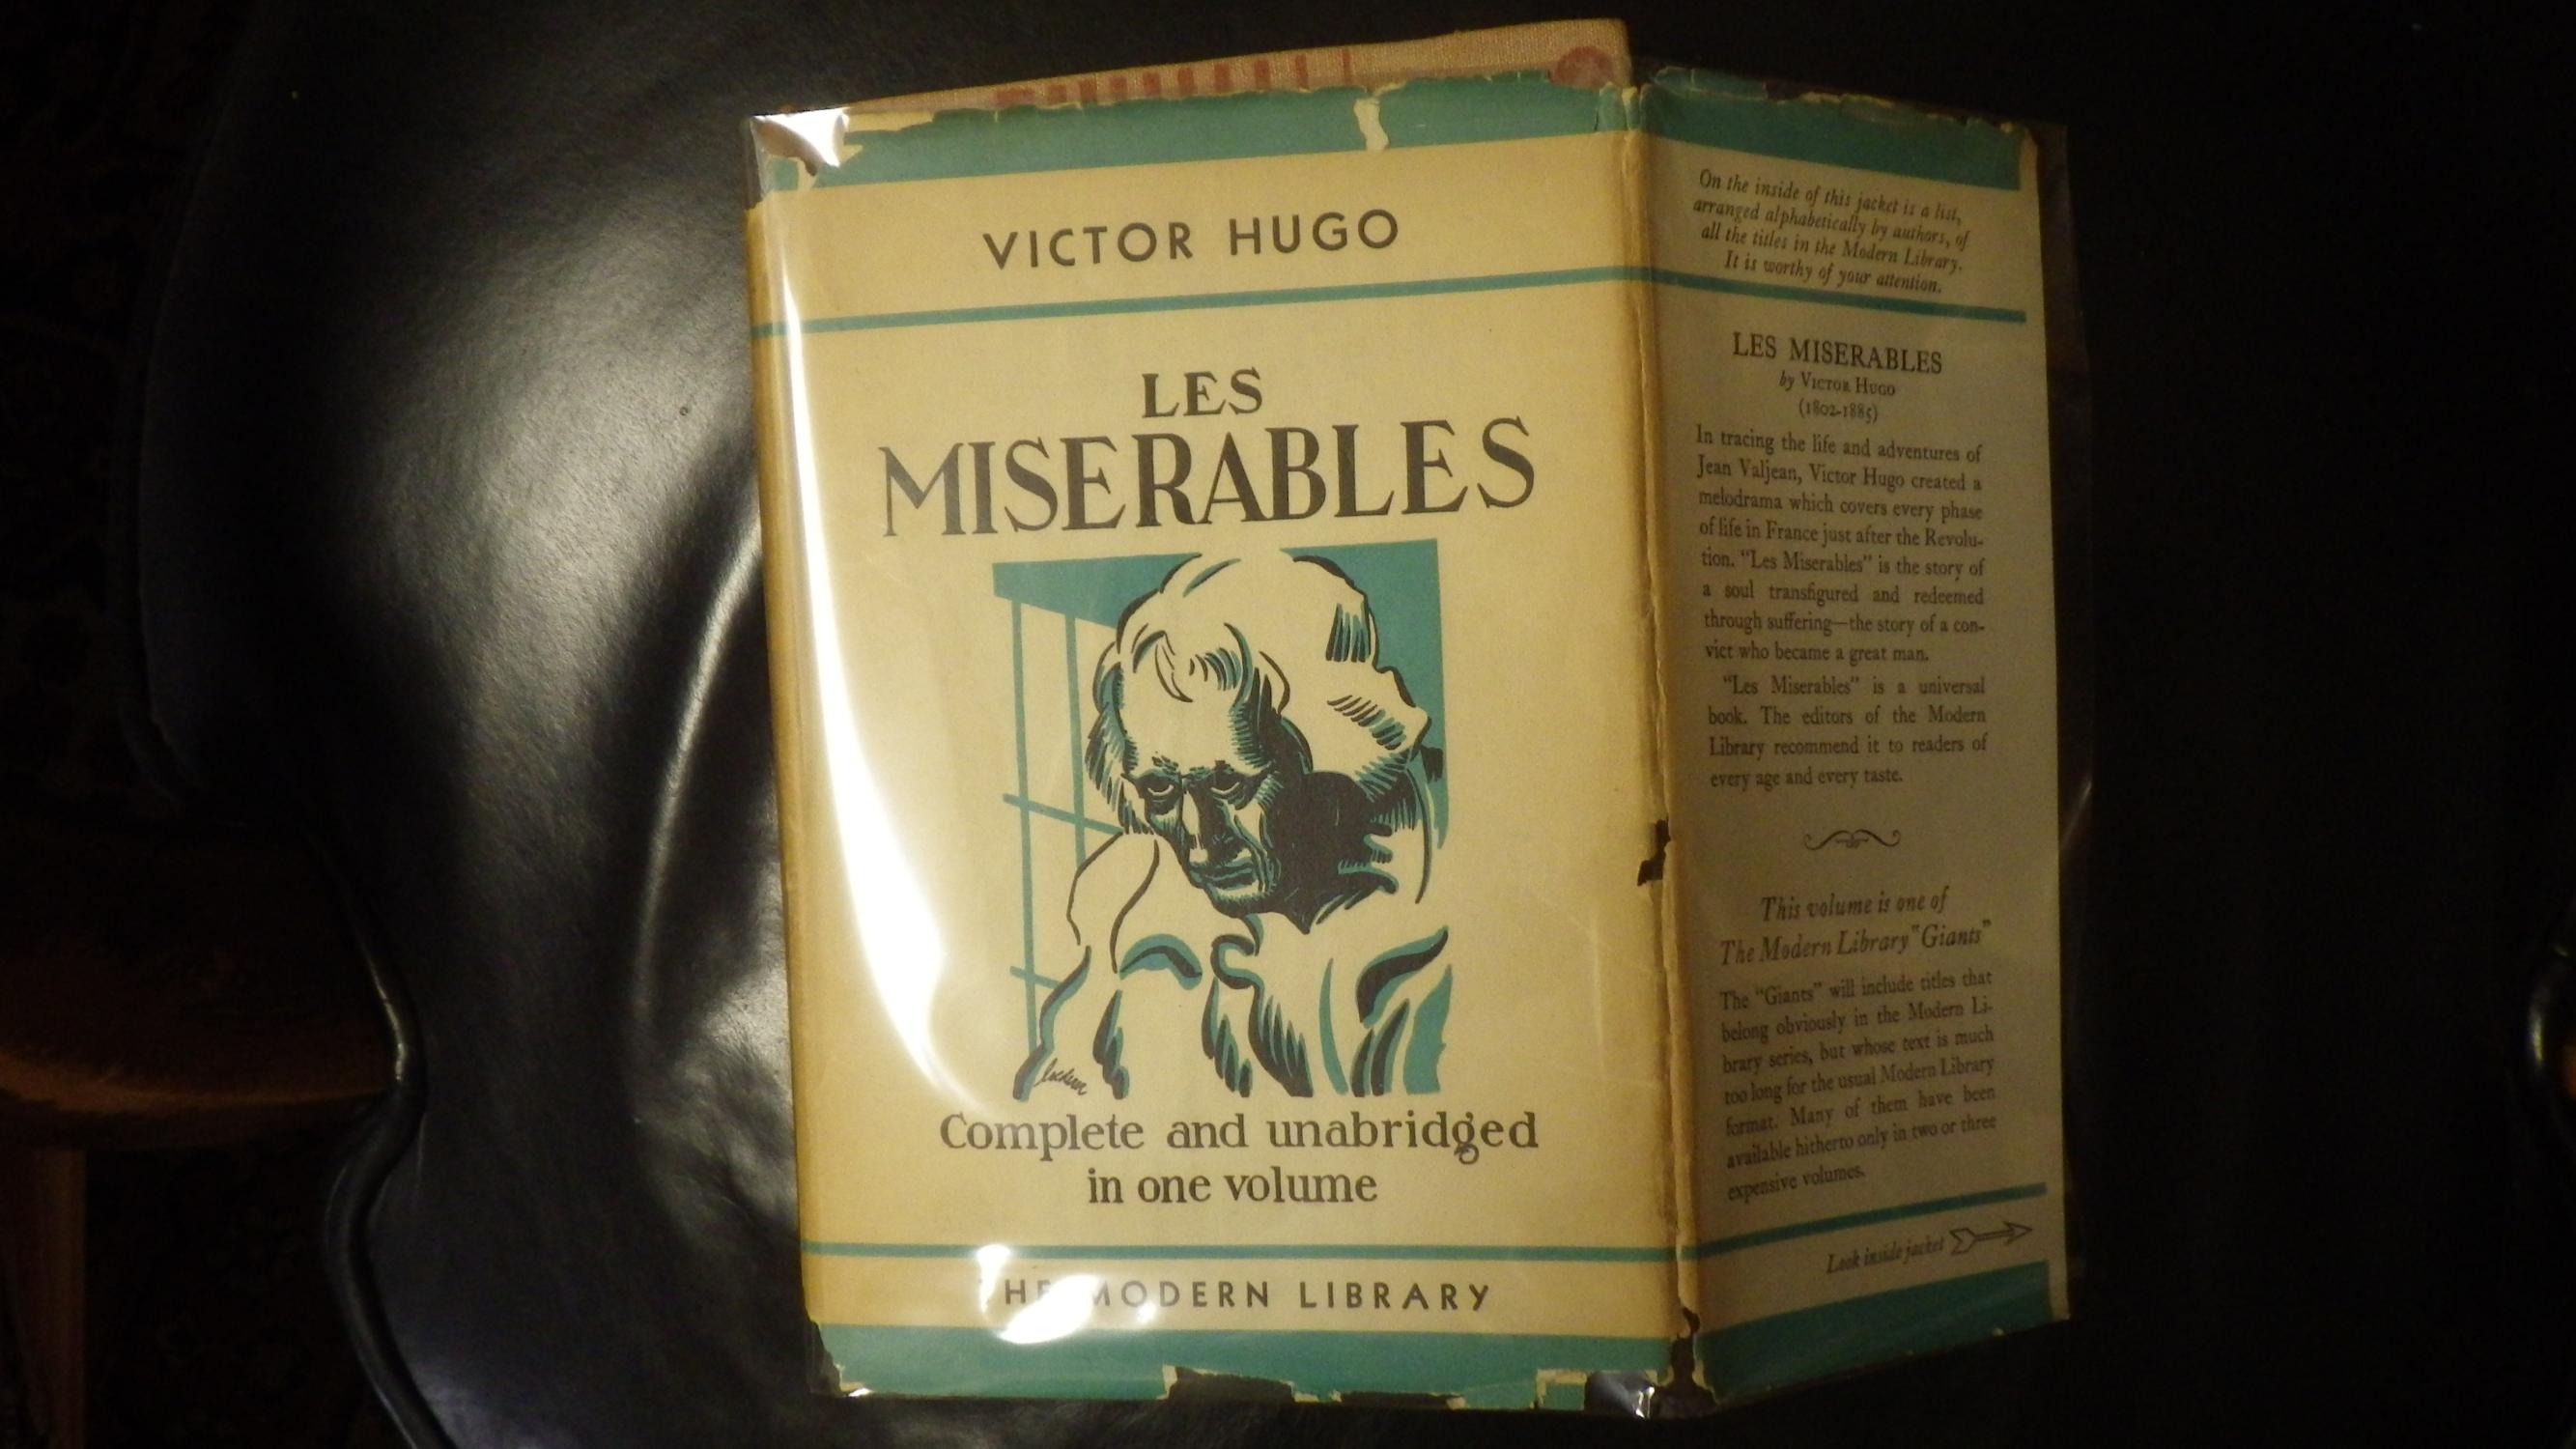 VICTOR HUGO
LES
MISERABLES
Complete and unabridged
in one volume
THE MODERN LIBRARY
On the inside of this jacket is a list,
arranged alphabetically by authors, of
all the titles in the Modern Library.
It is worthy of your attention.
LES MISERABLES
by VICTOR HUGO
(1802-1885)
In tracing the life and adventures of
Jean Valjean, Victor Hugo created a
melodrama which covers every phase
of life in France just after the Revolu-
tion. "Les Miserables" is the story of
a soul transfigured and redeemed
through suffering—the story of a con-
vict who became a great man.
"Les Miserables" is a universal
book. The editors of the Modern
Library recommend it to readers of
every age and every taste.
This volume is one of
The Modern Library "Giants"
The "Giants" will include titles that
belong obviously in the Modern Li-
brary series, but whose text is much
too long for the usual Modern Library
format. Many of them have been
available hitherto only in two or three
expensive volumes.
Look inside jacket